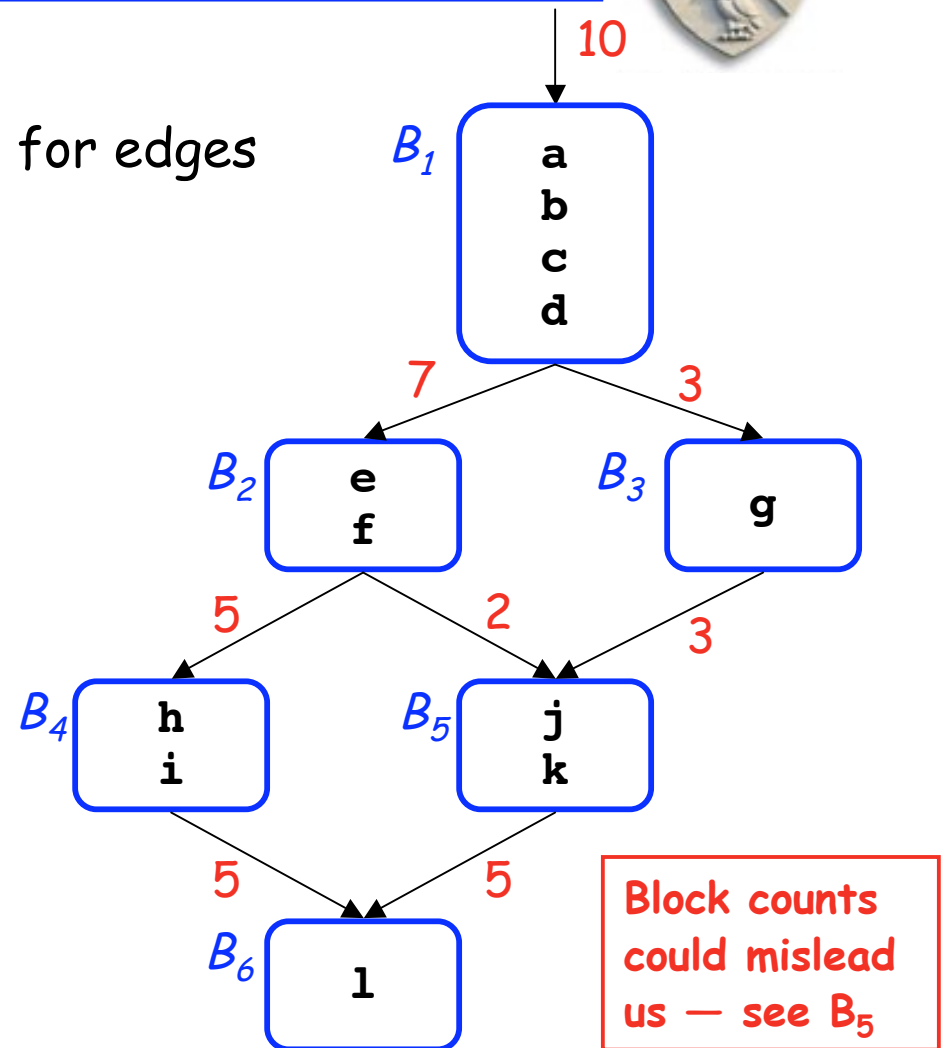 10
for edges
B1
a
b
c
d
7
3
B2
e
f
B3
g
5
2
3
B4
h
i
B5
j
k
5
5
B6
l
Block counts
could mislead
us — see B5